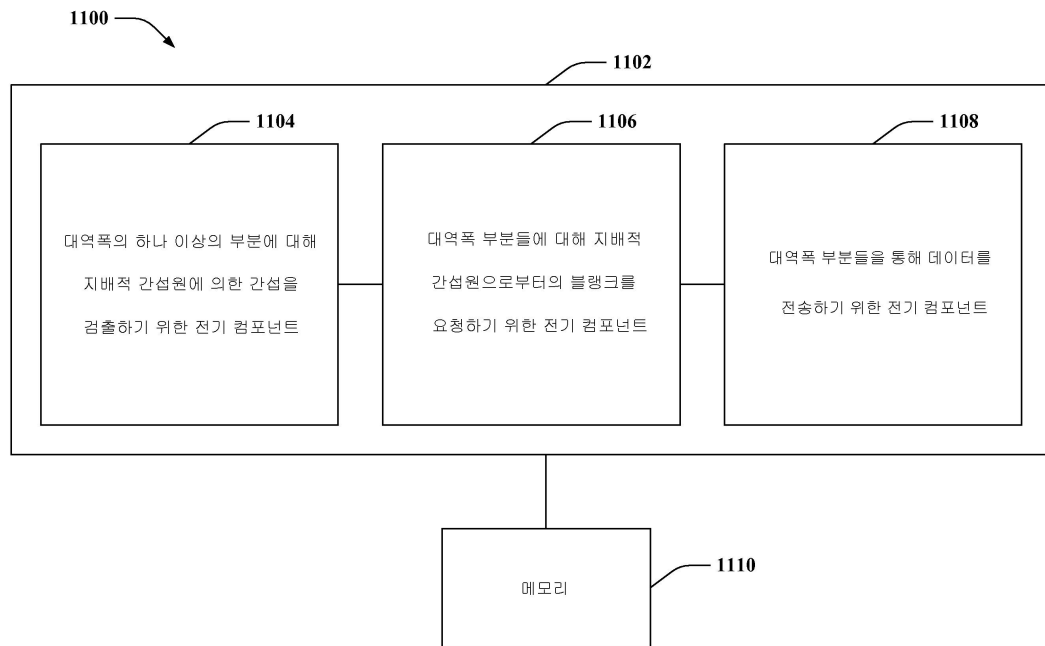 1100
1102
1104
대역폭의 하나 이상의 부분에 대해
지배적 간섭원에 의한 간섭을
검출하기 위한 전기 컴포넌트
1106
대역폭 부분들에 대해 지배적
간섭원으로부터의 블랭크를
요청하기 위한 전기 컴포넌트
1108
대역폭 부분들을 통해 데이터를
전송하기 위한 전기 컴포넌트
1110
메모리